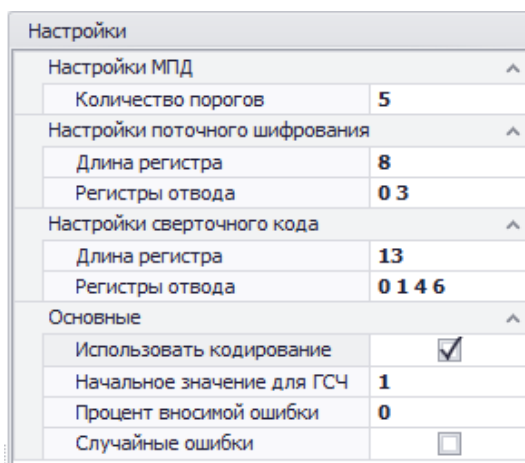 Настройки
Настройки МПД
Количество порогов 5
Настройки поточного шифрования
Длина регистра 8
Регистры отвода 0 3
Настройки сверточного кода
Длина регистра 13
Регистры отвода 0 1 4 6
Основные
Использовать кодирование
Начальное значение для ГСЧ 1
Процент вносимой ошибки 0
Случайные ошибки